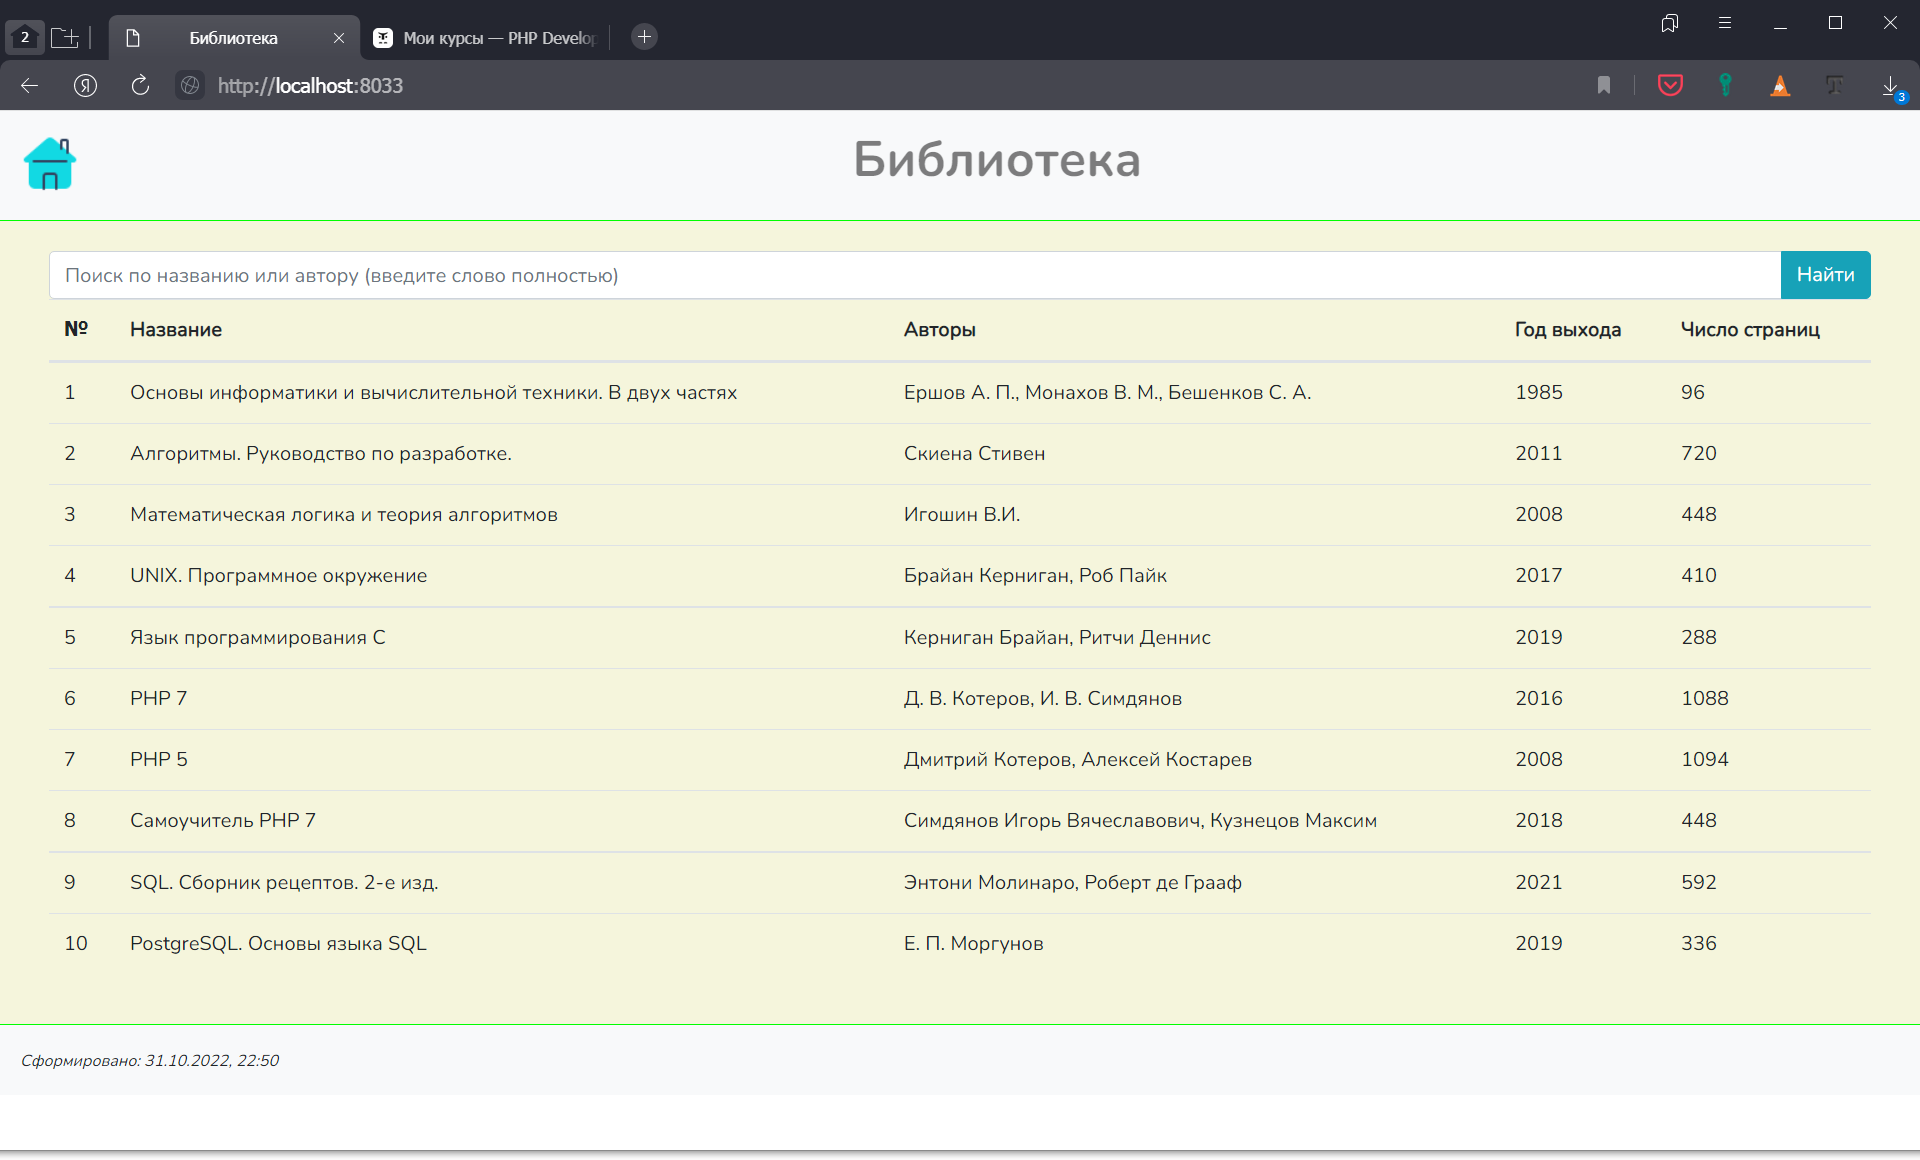 2
Библиотека
Мои курсы — PHP Develop
http://localhost:8033
3
Библиотека
Поиск по названию или автору (введите слово полностью) Найти
№ Название Авторы Год выхода Число страниц
1 Основы информатики и вычислительной техники. В двух частях Ершов А. П., Монахов В. М., Бешенков С. А. 1985 96
2 Алгоритмы. Руководство по разработке. Скиена Стивен 2011 720
3 Математическая логика и теория алгоритмов Игошин В.И. 2008 448
4 UNIX. Программное окружение Брайан Керниган, Роб Пайк 2017 410
5 Язык программирования C Керниган Брайан, Ритчи Деннис 2019 288
6 PHP 7 Д. В. Котеров, И. В. Симдянов 2016 1088
7 PHP 5 Дмитрий Котеров, Алексей Костарев 2008 1094
8 Самоучитель PHP 7 Симдянов Игорь Вячеславович, Кузнецов Максим 2018 448
9 SQL. Сборник рецептов. 2-е изд. Энтони Молинаро, Роберт де Грааф 2021 592
10 PostgreSQL. Основы языка SQL Е. П. Моргунов 2019 336
Сформировано: 31.10.2022, 22:50